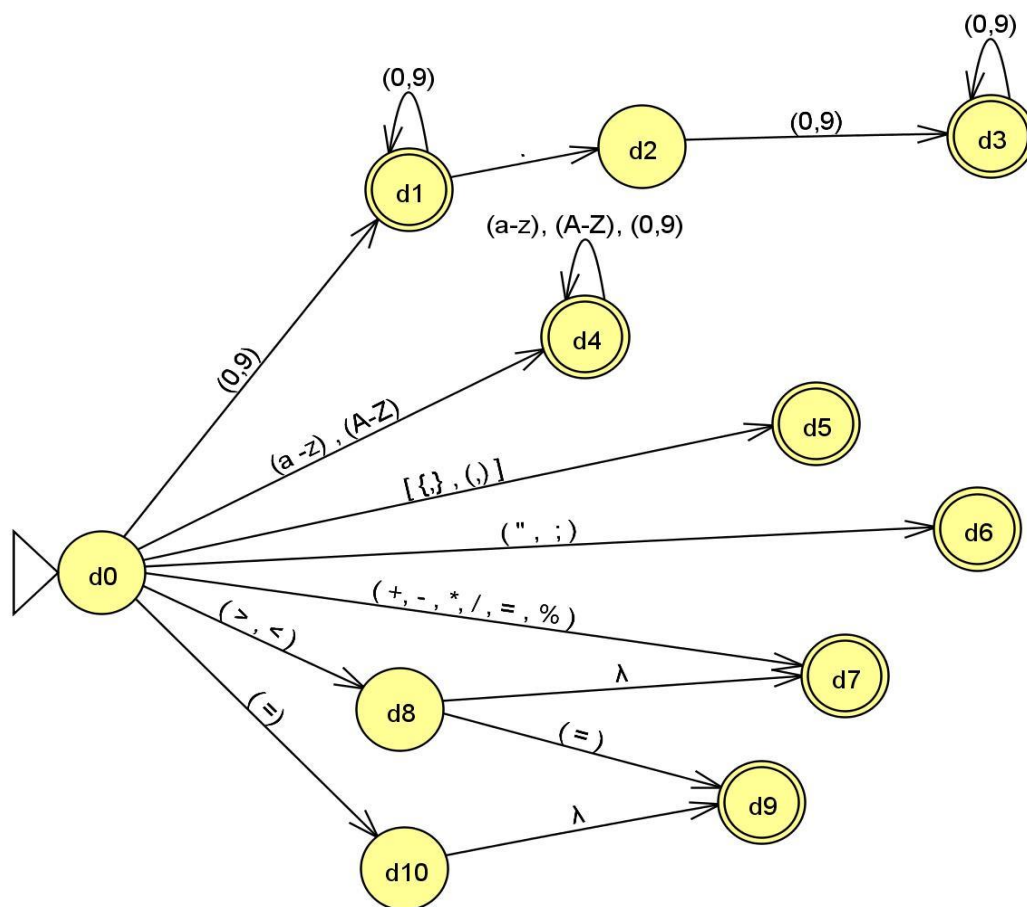 (0,9)
(0,9)
d1
.
d2
(0,9)
d3
(a-z), (A-Z), (0,9)
d4
(0,9)
(a -z) , (A-Z)
[ {,} , (,) ]
d5
( " , ; )
d6
d0
( +, - , *, / , = , % )
d7
( > , < )
d8
λ
( = )
( =)
d9
λ
d10